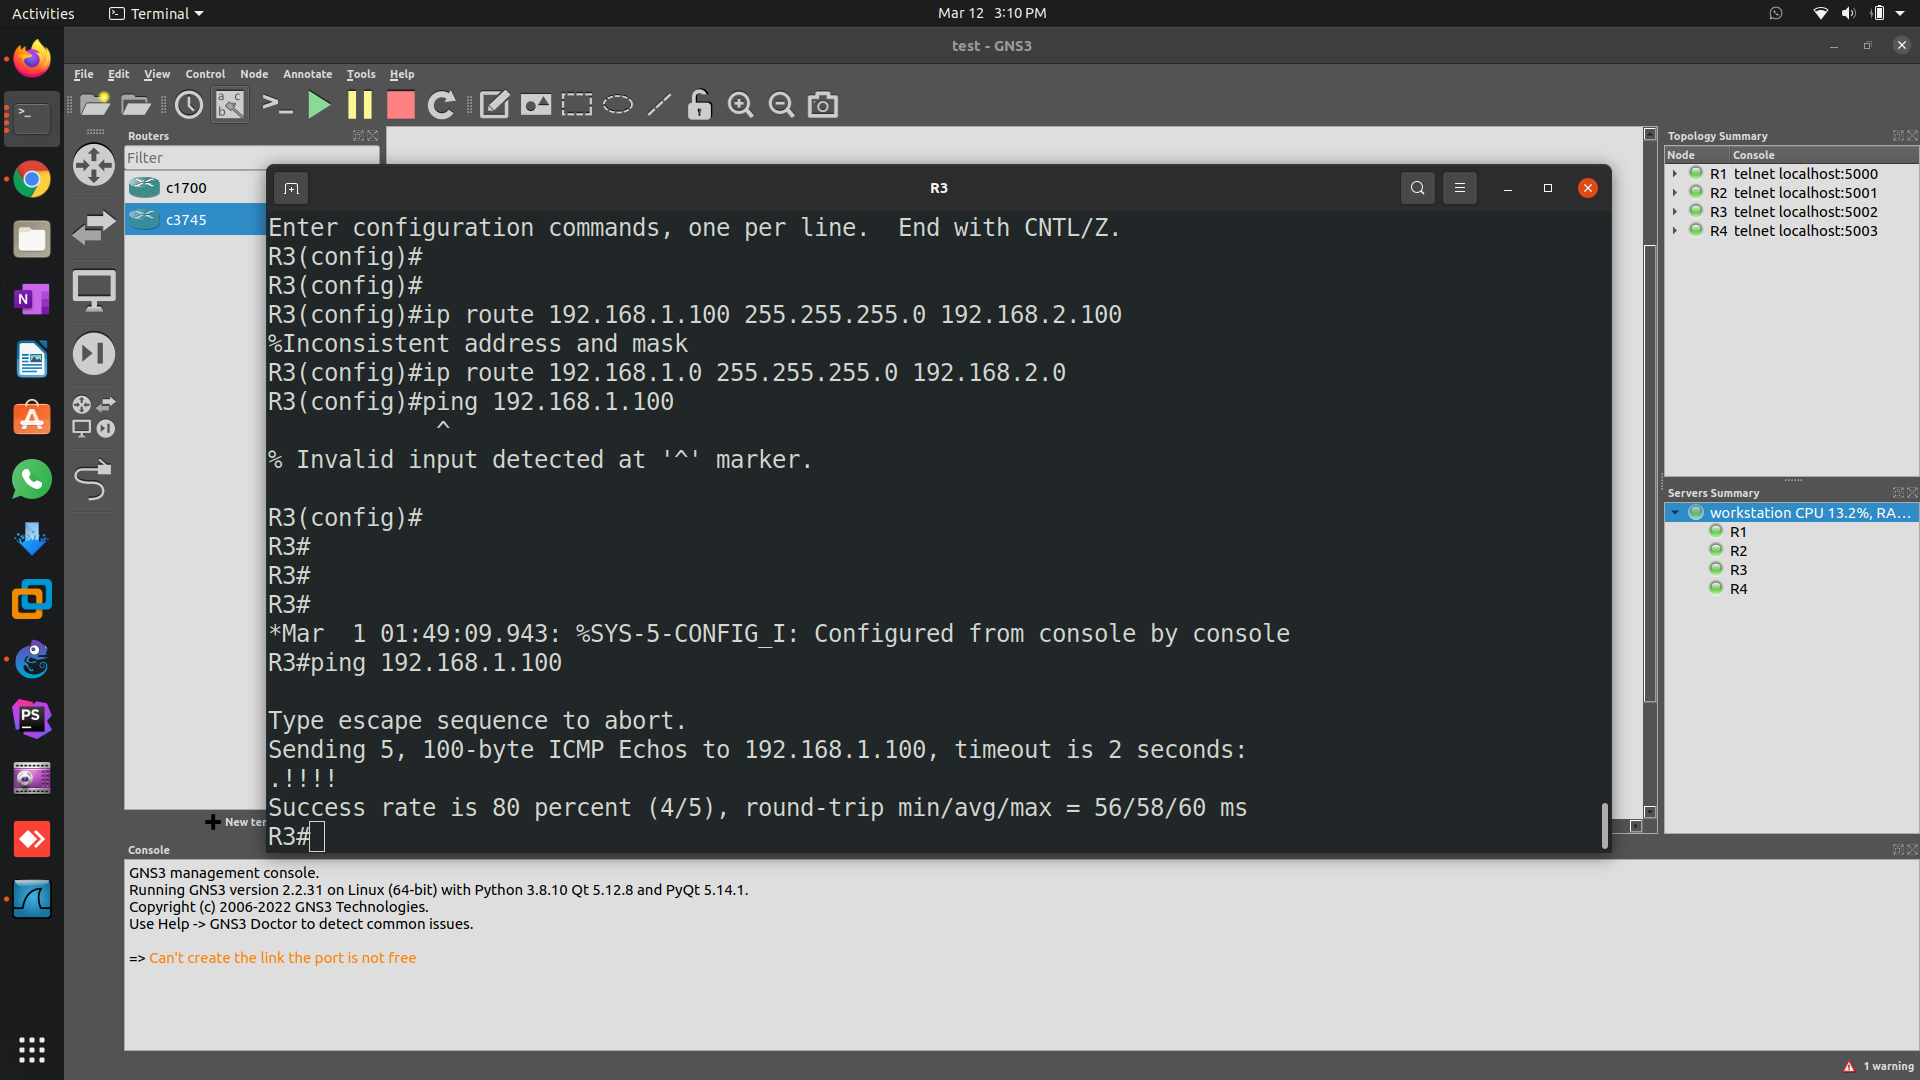 Activities
Terminal
Mar 12 3:10 PM
test - GNS3
File Edit View Control Node Annotate Tools Help
Routers
Filter
c1700
c3745
R3
Enter configuration commands, one per line.  End with CNTL/Z.
R3(config)#
R3(config)#
R3(config)#ip route 192.168.1.100 255.255.255.0 192.168.2.100
%Inconsistent address and mask
R3(config)#ip route 192.168.1.0 255.255.255.0 192.168.2.0
R3(config)#ping 192.168.1.100
^
% Invalid input detected at '^' marker.
R3(config)#
R3#
R3#
R3#
*Mar  1 01:49:09.943: %SYS-5-CONFIG_I: Configured from console by console
R3#ping 192.168.1.100
Type escape sequence to abort.
Sending 5, 100-byte ICMP Echos to 192.168.1.100, timeout is 2 seconds:
.!!!!
Success rate is 80 percent (4/5), round-trip min/avg/max = 56/58/60 ms
R3#
New ter
Topology Summary
Node Console
R1 telnet localhost:5000
R2 telnet localhost:5001
R3 telnet localhost:5002
R4 telnet localhost:5003
Servers Summary
workstation CPU 13.2%, RA...
R1
R2
R3
R4
Console
GNS3 management console.
Running GNS3 version 2.2.31 on Linux (64-bit) with Python 3.8.10 Qt 5.12.8 and PyQt 5.14.1.
Copyright (c) 2006-2022 GNS3 Technologies.
Use Help -> GNS3 Doctor to detect common issues.
=> Can't create the link the port is not free
1 warning